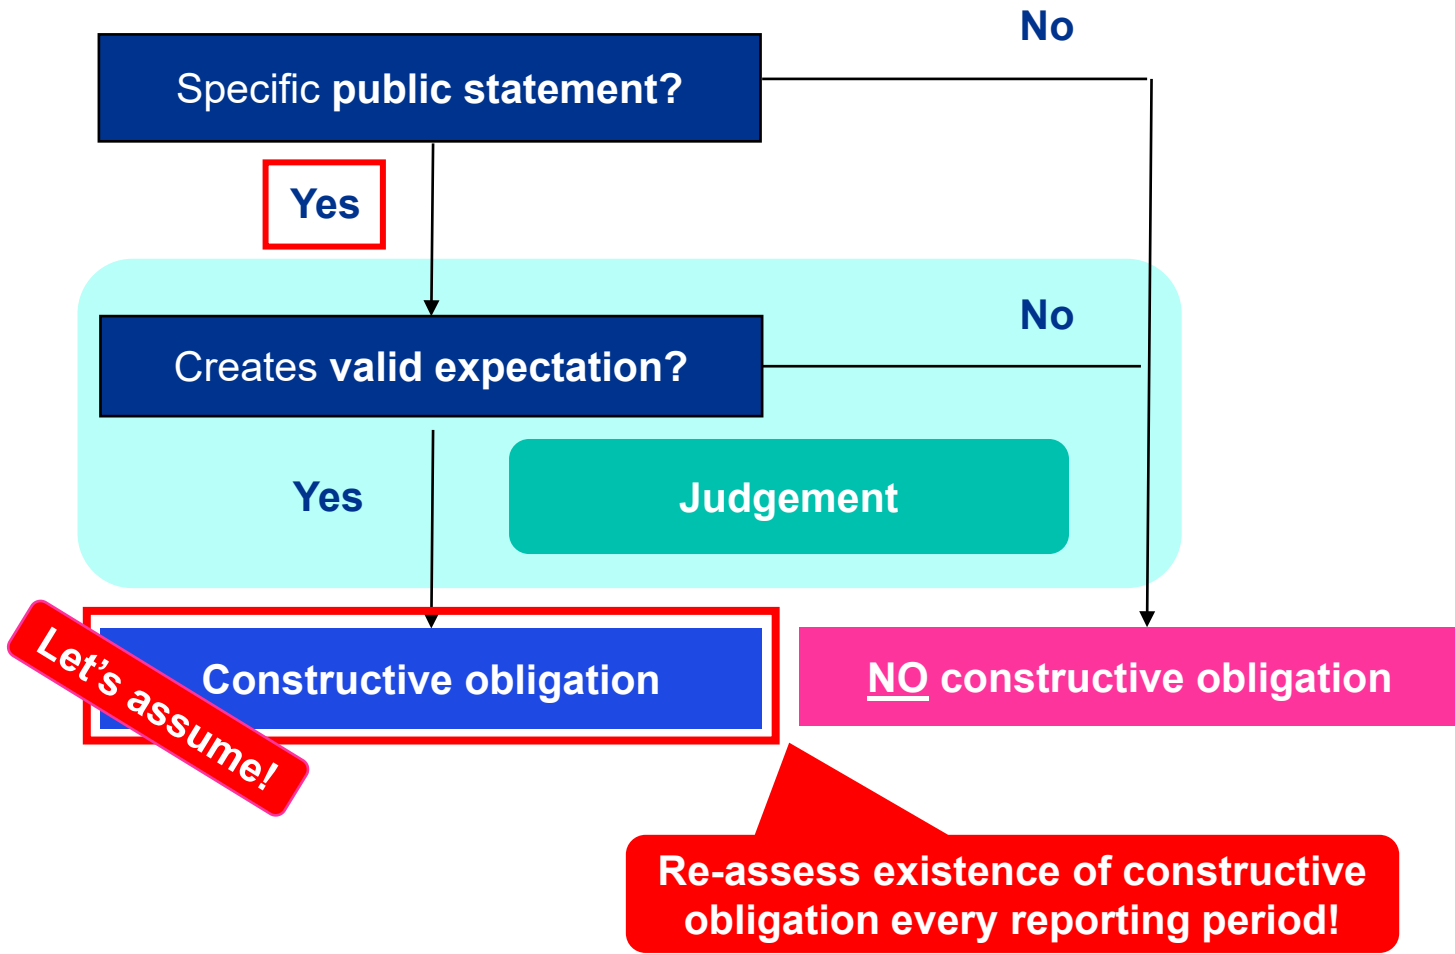 No
Specific public statement?
Yes
No
Creates valid expectation?
Yes
Judgement
Let's assume!
Constructive obligation
NO constructive obligation
Re-assess existence of constructive
obligation every reporting period!